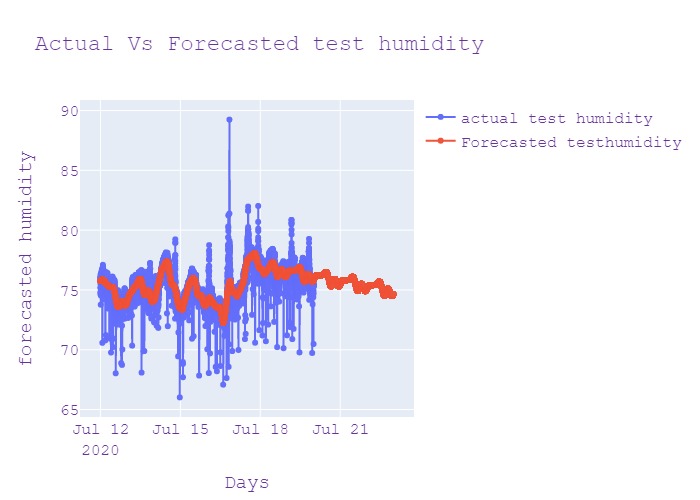 Actual Vs Forecasted test humidity
actual test humidity
Forecasted testhumidity
forecasted humidity
90
85
80
75
70
65
Jul 12
2020
Jul 15
Jul 18
Jul 21
Days